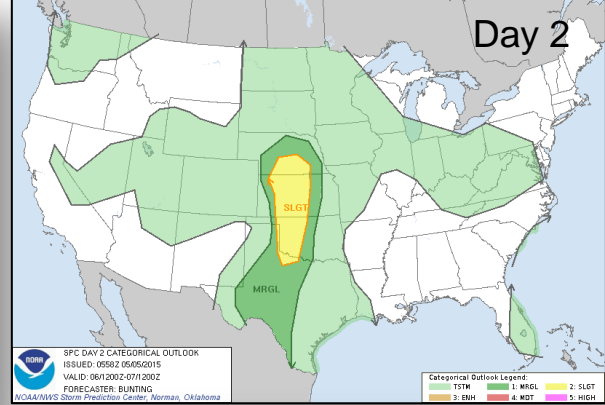 Day 2
SLGT
MRGL
NOAA
SPC DAY 2 CATEGORICAL OUTLOOK
ISSUED: 0558Z 05/05/2015
VALID: 06/1200Z-07/1200Z
FORECASTER: BUNTING
NOAA/NWS Storm Prediction Center, Norman, Oklahoma
Categorical Outlook Legend:
TSTM 1: MRGL 2: SLGT
3: ENH 4: MDT 5: HIGH